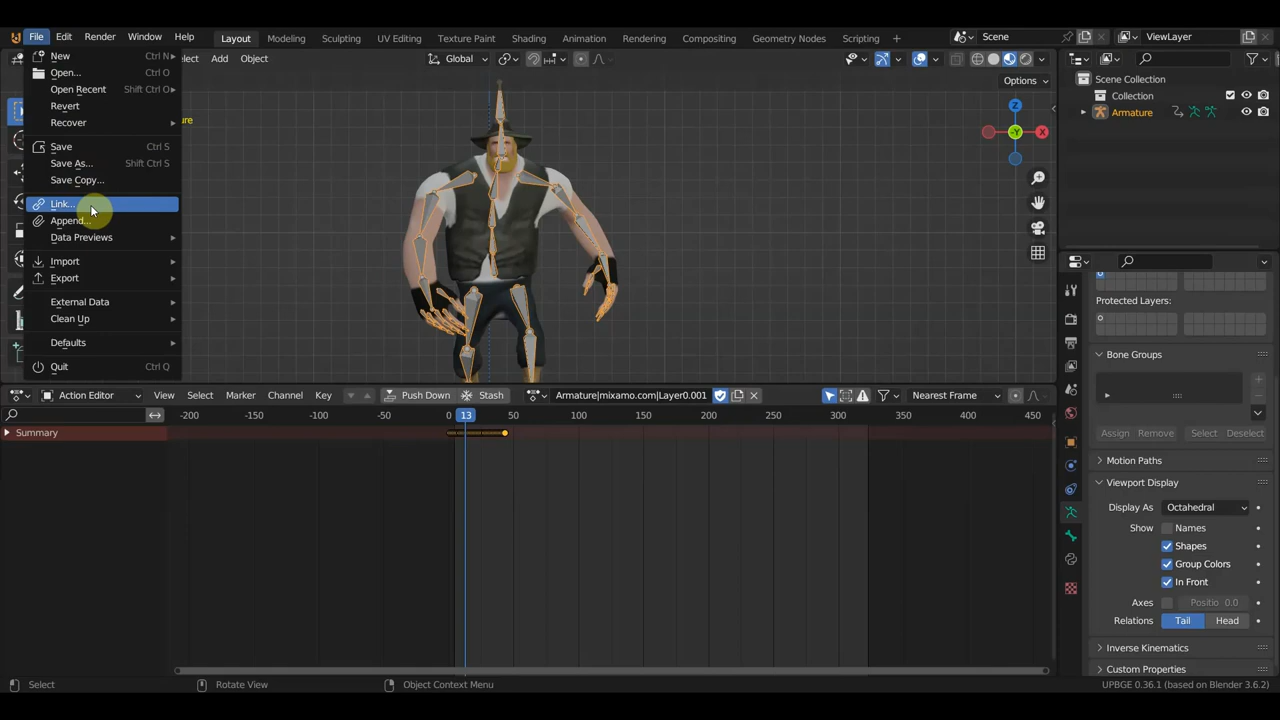 File Edit Render Window Help Layout Modeling Sculpting UV Editing Texture Paint Shading Animation Rendering Compositing Geometry Nodes Scripting Scene ViewLayer
New Ctrl N
Open... Ctrl O
Open Recent Shift Ctrl O
Revert
Recover
Save Ctrl S
Save As... Shift Ctrl S
Save Copy...
Link...
Append...
Data Previews
Import
Export
External Data
Clean Up
Defaults
Quit Ctrl Q
lect Add Object Global
Options
ure
Z
X
-Y
Scene Collection
Collection
Armature
Protected Layers:
Bone Groups
Assign Remove Select Deselect
Motion Paths
Viewport Display
Display As Octahedral
Show Names
Shapes
Group Colors
In Front
Axes Positio 0.0
Relations Tail Head
Inverse Kinematics
Custom Properties
Action Editor View Select Marker Channel Key Push Down Stash Armature|mixamo.com|Layer0.001 Nearest Frame
-200 -150 -100 -50 0 13 50 100 150 200 250 300 350 400 450
Summary
Select Rotate View Object Context Menu UPBGE 0.36.1 (based on Blender 3.6.2)